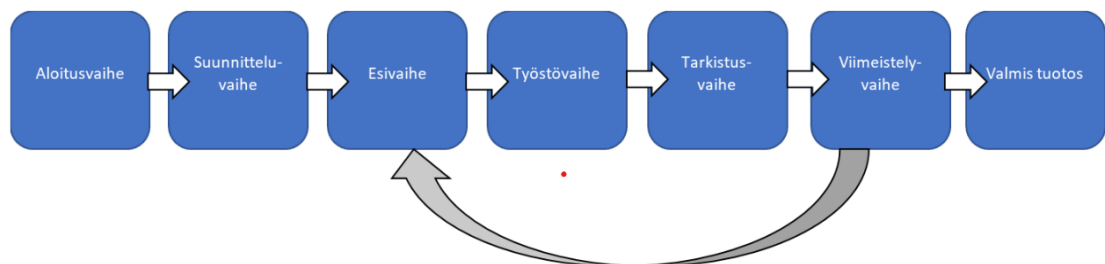 Aloitusvaihe
Suunnittelu-
vaihe
Esivaihe
Työstövaihe
Tarkistus-
vaihe
Viimeistely-
vaihe
Valmis tuotos